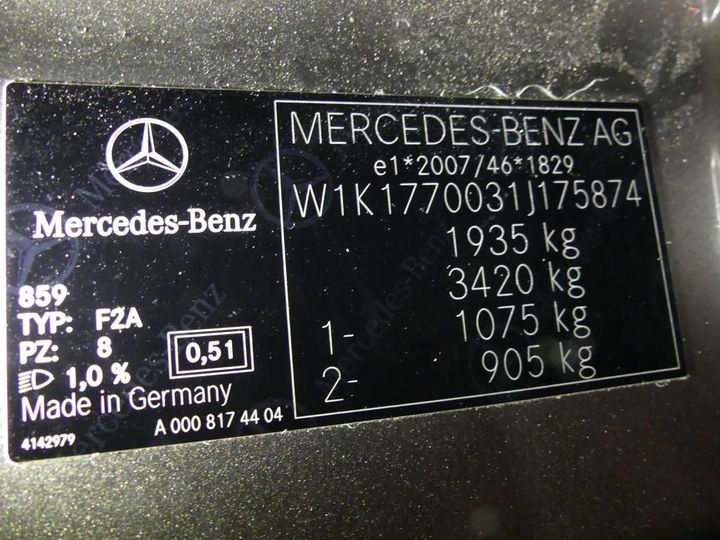 Mercedes-Benz
859
TYP: F2A
PZ: 8
0,51
1,0 %
Made in Germany
4142979
A 000 817 44 04
MERCEDES-BENZ AG
e1*2007/46*1829
W1K1770031J175874
1935 kg
3420 kg
1- 1075 kg
2- 905 kg